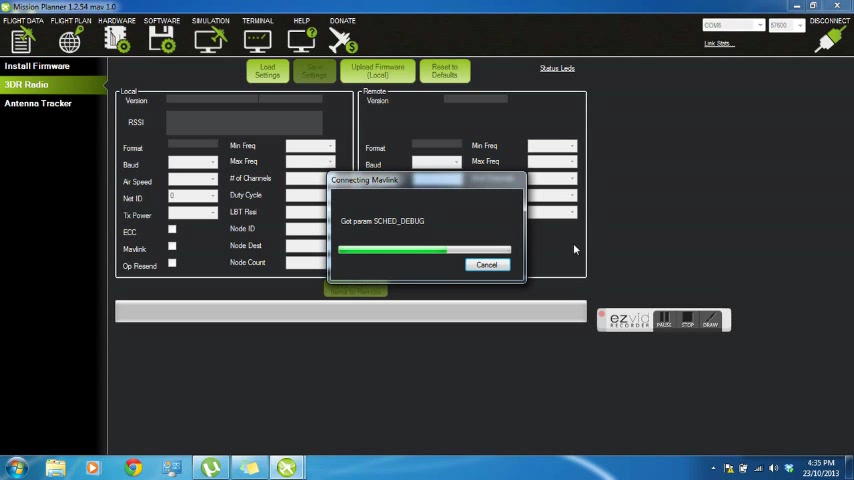 Mission Planner 1.2.54 mav 1.0
FLIGHT DATA FLIGHT PLAN HARDWARE SOFTWARE SIMULATION TERMINAL HELP DONATE
COM6 57600 DISCONNECT
Link Stats...
Install Firmware
3DR Radio
Antenna Tracker
Load Settings
Save Settings
Upload Firmware (Local)
Reset to Defaults
Status Leds
Local
Version
RSSI
Format
Min Freq
Baud
Max Freq
Air Speed
# of Channels
Net ID
0
Duty Cycle
Tx Power
LBT Rssi
ECC
Node ID
Mavlink
Node Dest
Op Resend
Node Count
Remote
Version
Format
Min Freq
Baud
Max Freq
Connecting Mavlink
Got param SCHED_DEBUG
Cancel
ezvid
RECORDER
PAUSE STOP DRAW
4:35 PM
23/10/2013